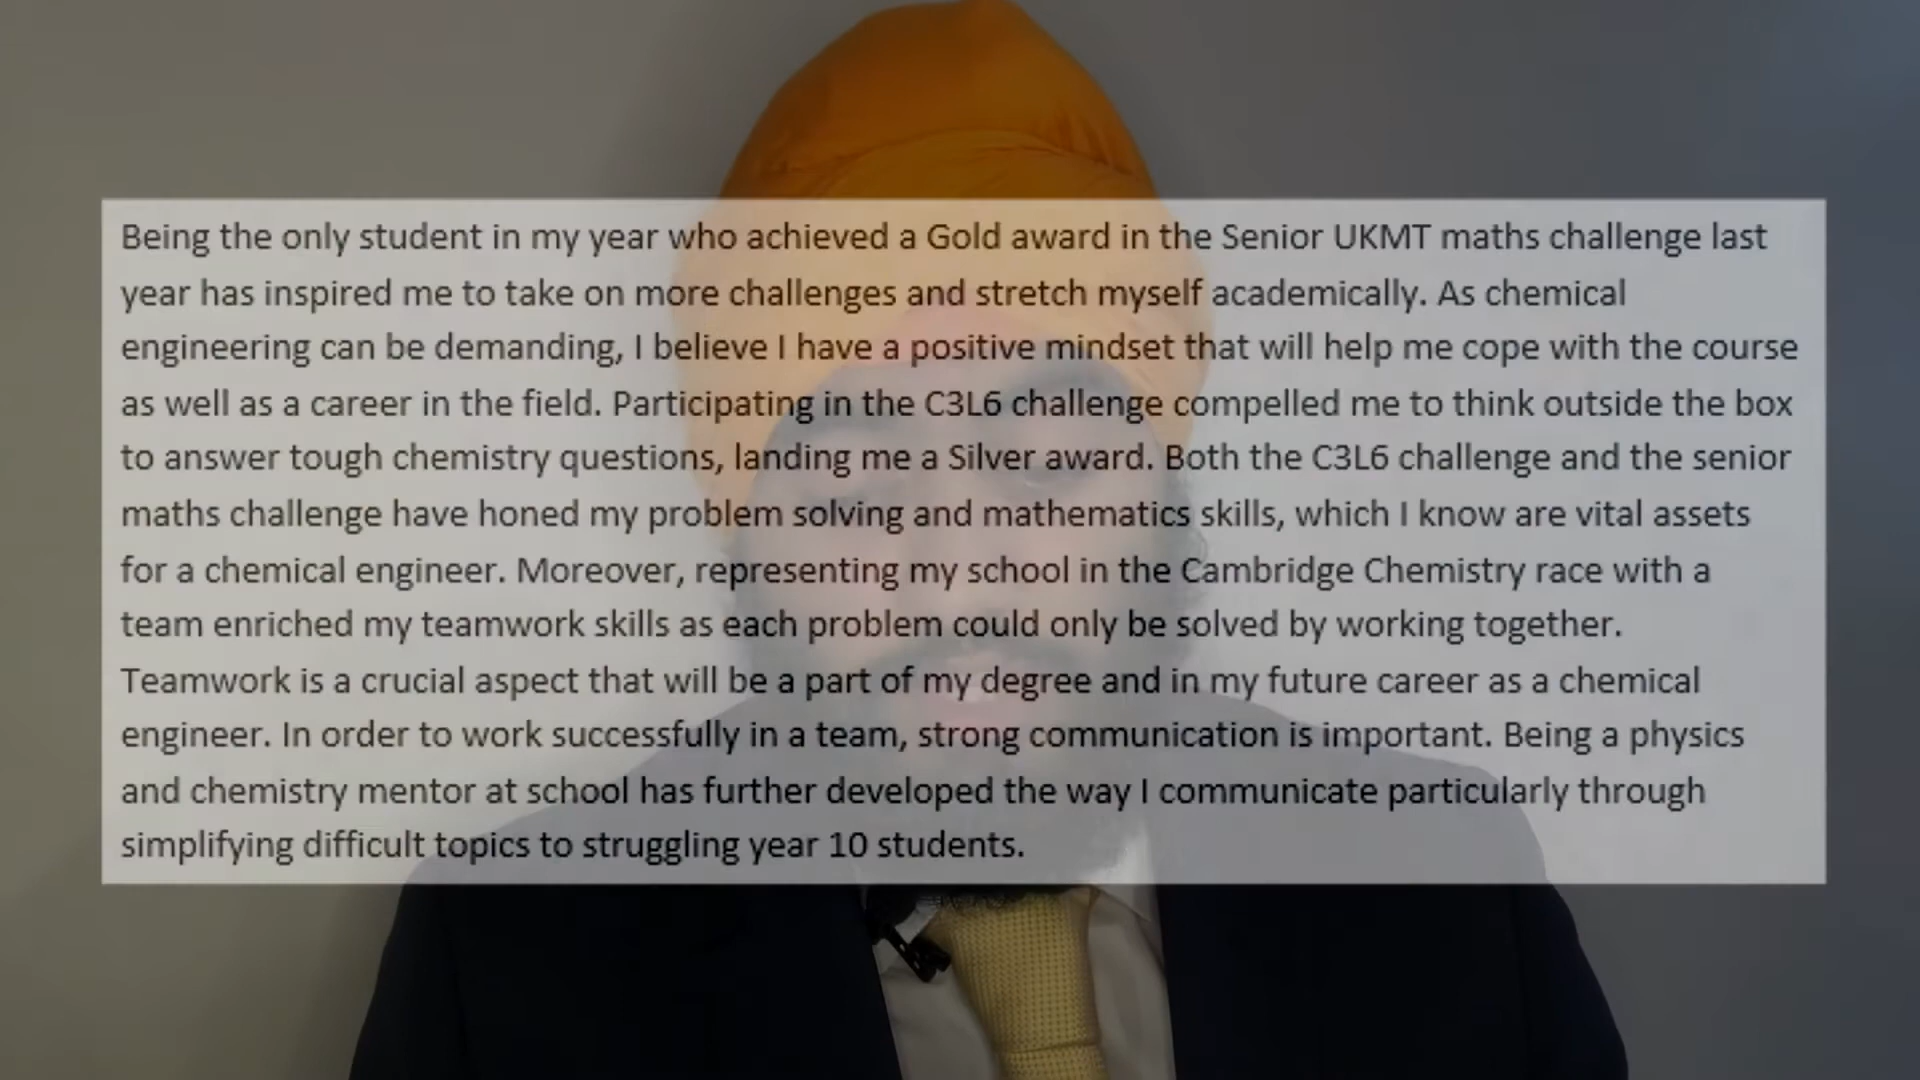 Being the only student in my year who achieved a Gold award in the Senior UKMT maths challenge last
year has inspired me to take on more challenges and stretch myself academically. As chemical
engineering can be demanding, I believe I have a positive mindset that will help me cope with the course
as well as a career in the field. Participating in the C3L6 challenge compelled me to think outside the box
to answer tough chemistry questions, landing me a Silver award. Both the C3L6 challenge and the senior
maths challenge have honed my problem solving and mathematics skills, which I know are vital assets
for a chemical engineer. Moreover, representing my school in the Cambridge Chemistry race with a
team enriched my teamwork skills as each problem could only be solved by working together.
Teamwork is a crucial aspect that will be a part of my degree and in my future career as a chemical
engineer. In order to work successfully in a team, strong communication is important. Being a physics
and chemistry mentor at school has further developed the way I communicate particularly through
simplifying difficult topics to struggling year 10 students.